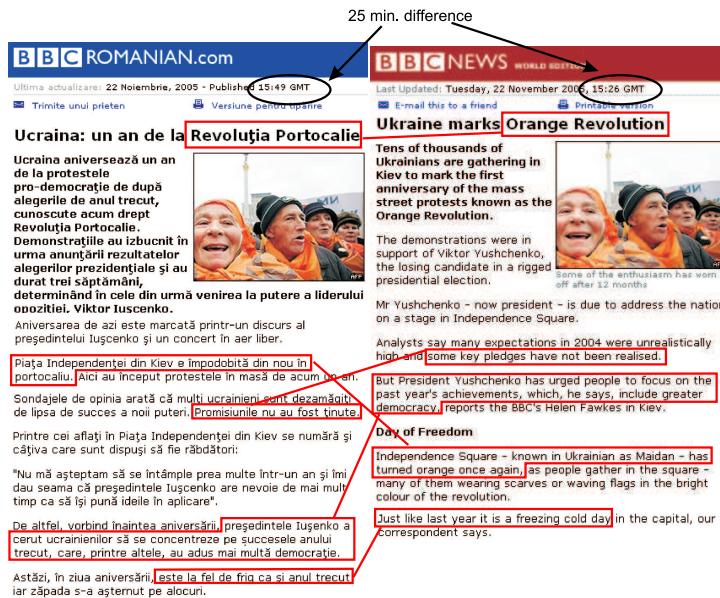 25 min. difference
BBC ROMANIAN.com
Ultima actualizare: 22 Noiembrie, 2005 - Published 15:49 GMT
Trimite unui prieten
Versiune pentru tiparire
Ucraina: un an de la Revoluţia Portocalie
Ucraina aniversează un an
de la protestele
pro-democraţie de după
alegerile de anul trecut,
cunoscute acum drept
Revoluţia Portocalie.
Demonstraţiile au izbucnit în
urma anunţării rezultatelor
alegerilor prezidenţiale şi au
durat trei săptămâni,
determinând în cele din urmă venirea la putere a liderului
opoziţiei, Viktor Iuscenko.
AFP
Aniversarea de azi este marcată printr-un discurs al
preşedintelui Iuşcenko şi un concert în aer liber.
Piaţa Independenţei din Kiev e împodobită din nou în
portocaliu. Aici au început protestele în masă de acum un an.
Sondajele de opinia arată că mulţi ucrainieni sunt dezamăgiţi
de lipsa de succes a noii puteri. Promisiunile nu au fost ţinute.
Printre cei aflaţi în Piaţa Independentei din Kiev se numără şi
câţiva care sunt dispuşi să fie răbdători:
"Nu mă aşteptam să se întâmple prea multe într-un an şi îmi
dau seama că preşedintele Iuşcenko are nevoie de mai mult
timp ca să îşi pună ideile în aplicare".
De altfel, vorbind înaintea aniversării, preşedintele Iuşenko a
cerut ucrainienilor să se concentreze pe succesele anului
trecut, care, printre altele, au adus mai multă democraţie.
Astăzi, în ziua aniversării, este la fel de frig ca şi anul trecut
iar zăpada s-a aşternut pe alocuri.
BBC NEWS WORLD EDITION
Last Updated: Tuesday, 22 November 2005, 15:26 GMT
E-mail this to a friend
Printable version
Ukraine marks Orange Revolution
Tens of thousands of
Ukrainians are gathering in
Kiev to mark the first
anniversary of the mass
street protests known as the
Orange Revolution.
The demonstrations were in
support of Viktor Yushchenko,
the losing candidate in a rigged
presidential election.
AFP
Some of the enthusiasm has worn
off after 12 months
Mr Yushchenko - now president - is due to address the nation
on a stage in Independence Square.
Analysts say many expectations in 2004 were unrealistically
high and some key pledges have not been realised.
But President Yushchenko has urged people to focus on the
past year's achievements, which, he says, include greater
democracy, reports the BBC's Helen Fawkes in Kiev.
Day of Freedom
Independence Square - known in Ukrainian as Maidan - has
turned orange once again, as people gather in the square -
many of them wearing scarves or waving flags in the bright
colour of the revolution.
Just like last year it is a freezing cold day in the capital, our
correspondent says.